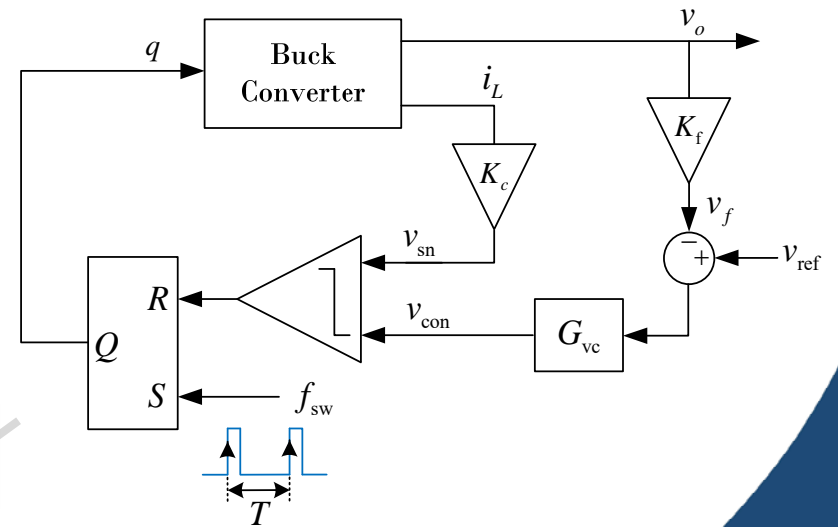 q
Buck
Converter
v_o
i_L
K_f
K_c
v_f
v_sn
v_ref
R
v_con
G_vc
Q
S
f_sw
T